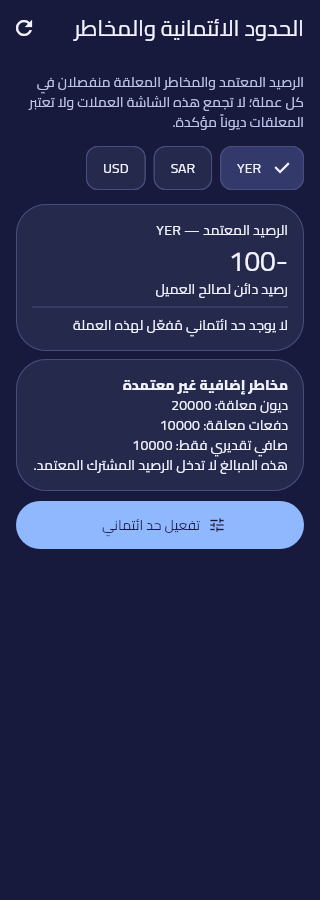 الحدود الائتمانية والمخاطر
الرصيد المعتمد والمخاطر المعلقة منفصلان في
كل عملة؛ لا تجمع هذه الشاشة العملات ولا تعتبر
المعلقات ديوناً مؤكدة.
YER
SAR
USD
الرصيد المعتمد — YER
100-
رصيد دائن لصالح العميل
لا يوجد حد ائتماني مُفعّل لهذه العملة
مخاطر إضافية غير معتمدة
ديون معلقة: 20000
دفعات معلقة: 10000
صافي تقديري فقط: 10000
هذه المبالغ لا تدخل الرصيد المشترك المعتمد.
تفعيل حد ائتماني